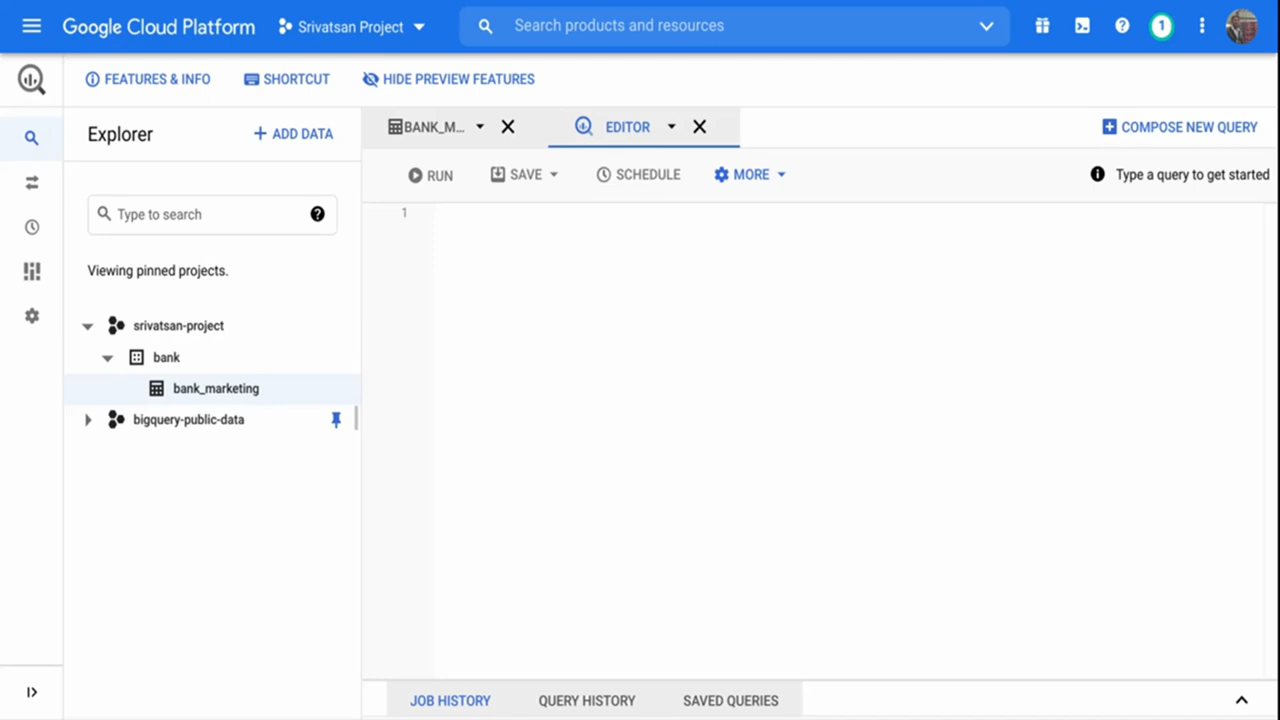 Google Cloud Platform Srivatsan Project Search products and resources 1
FEATURES & INFO SHORTCUT HIDE PREVIEW FEATURES
Explorer + ADD DATA
BANK_M... EDITOR COMPOSE NEW QUERY
RUN SAVE SCHEDULE MORE Type a query to get started
Type to search
1
Viewing pinned projects.
srivatsan-project
bank
bank_marketing
bigquery-public-data
JOB HISTORY QUERY HISTORY SAVED QUERIES